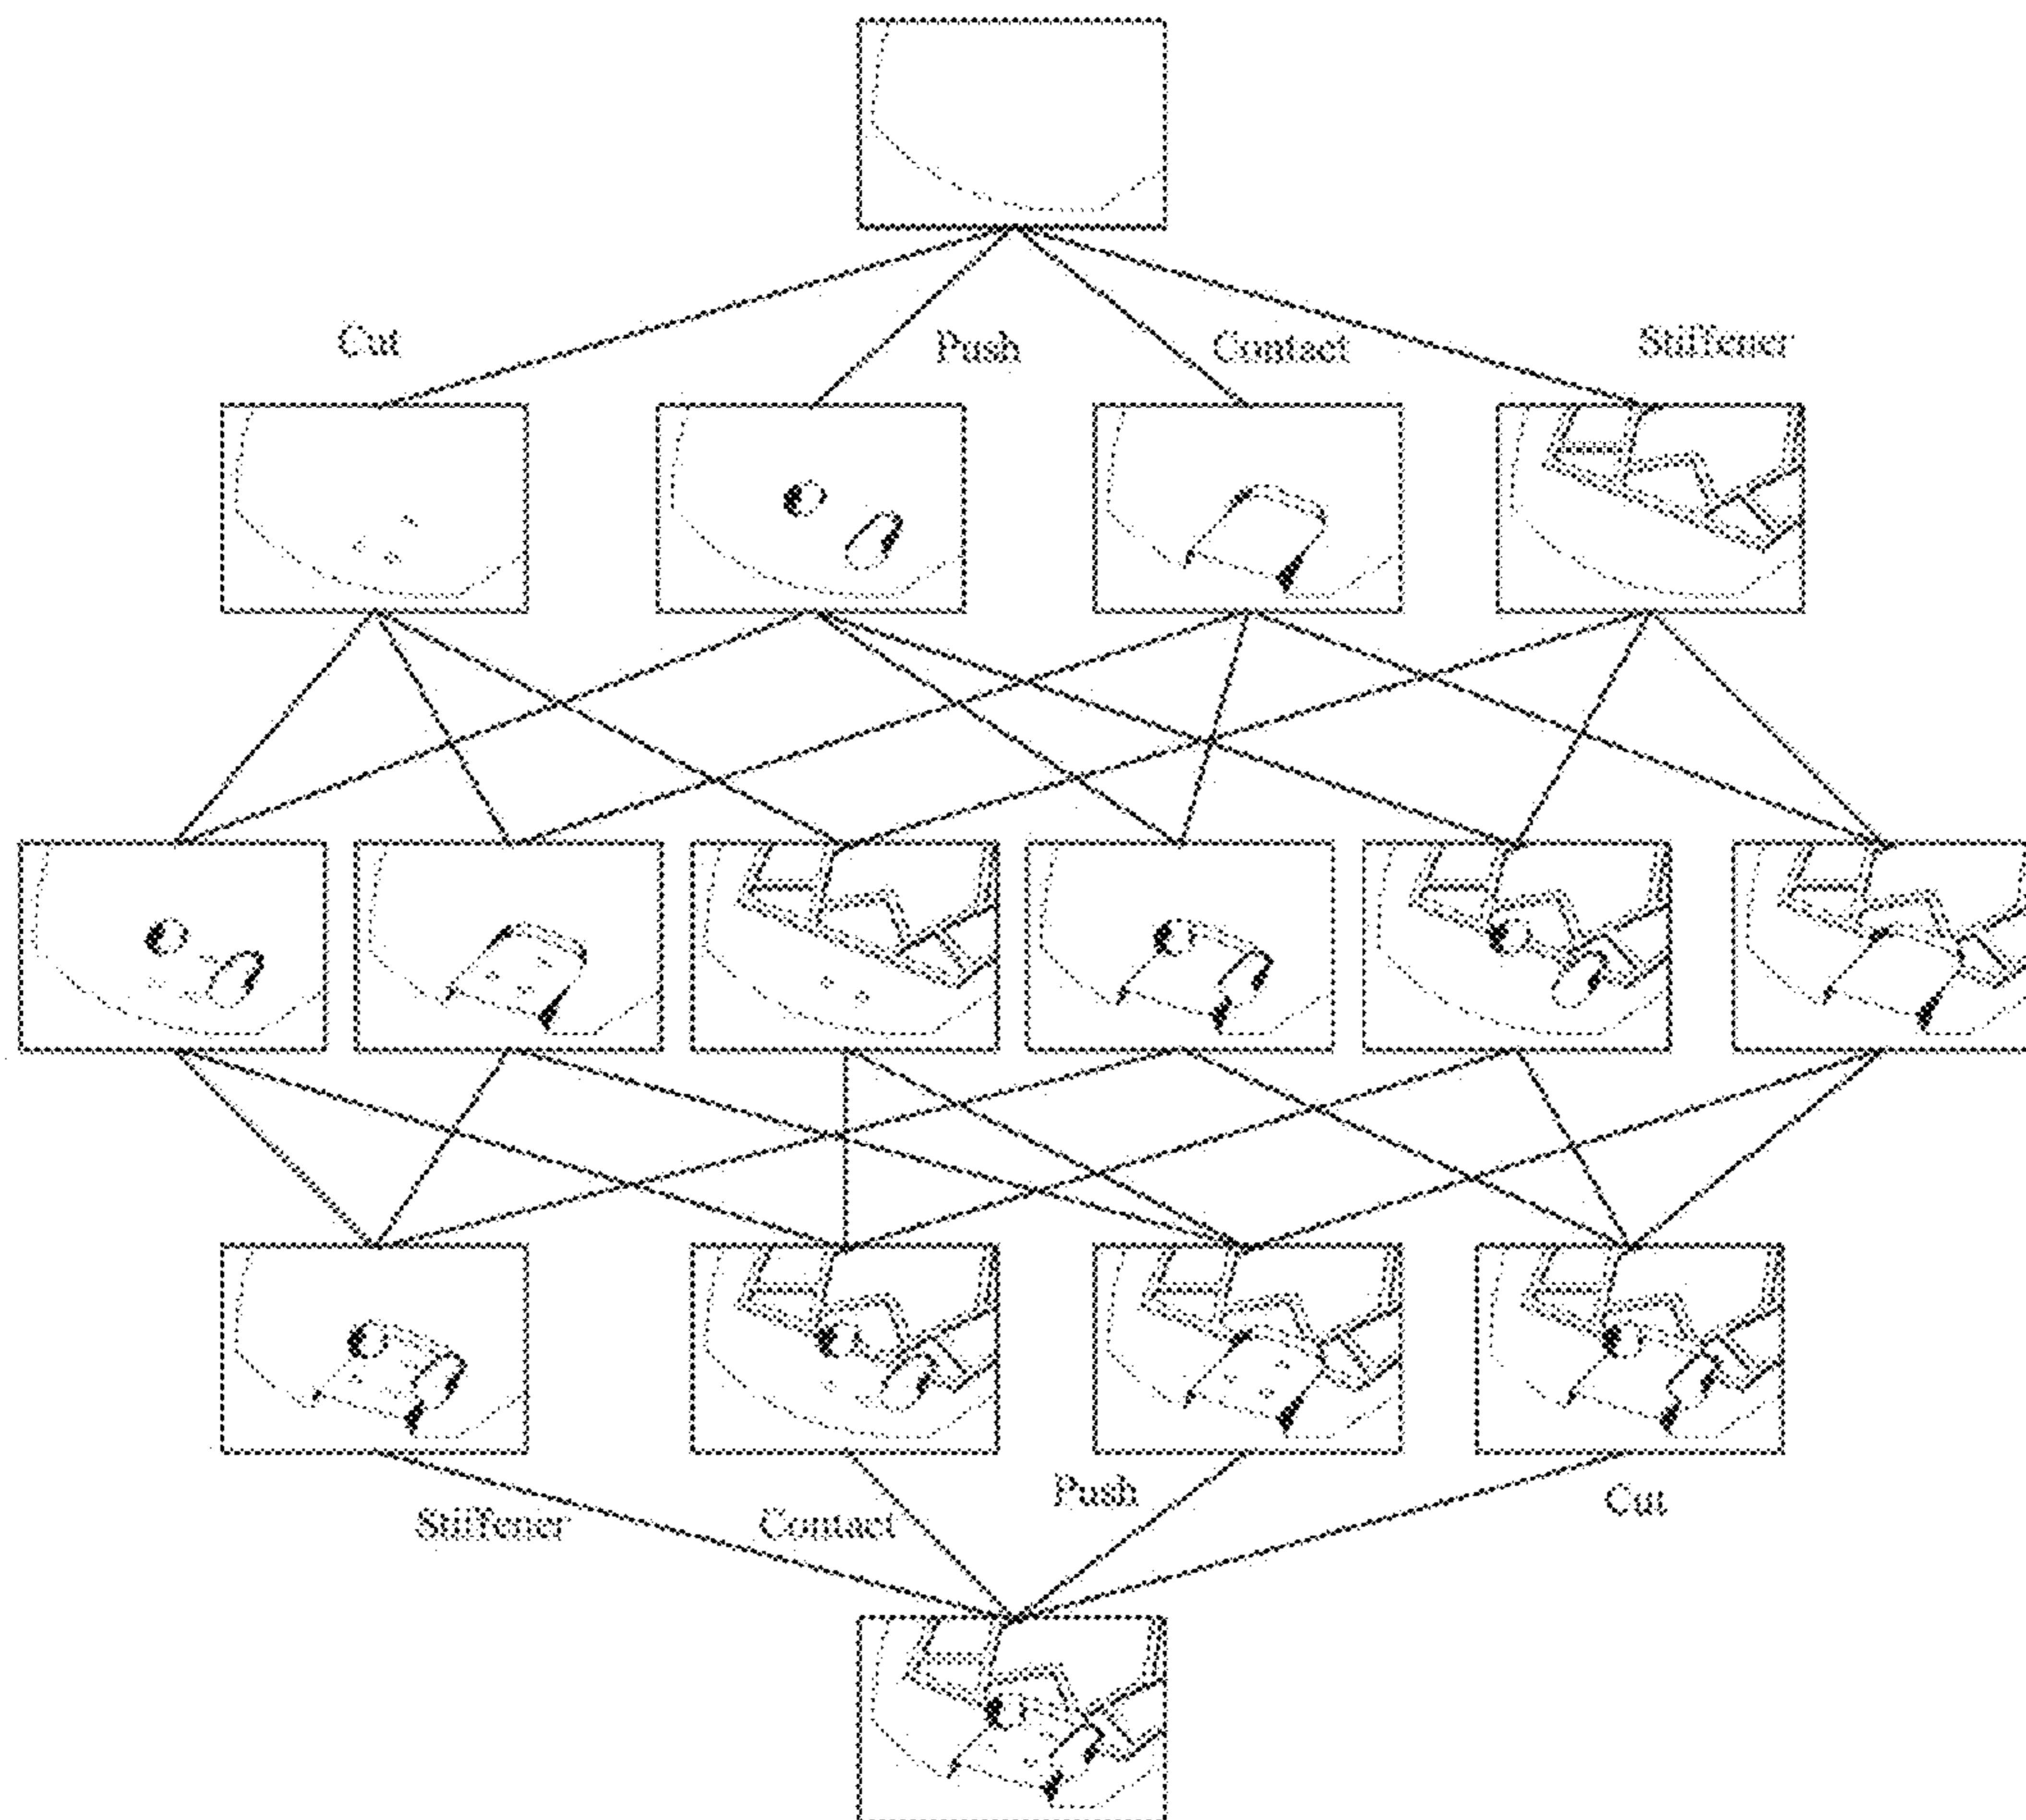 Cut
Push
Contact
Stiffener
Push
Cut
Stiffener
Contact